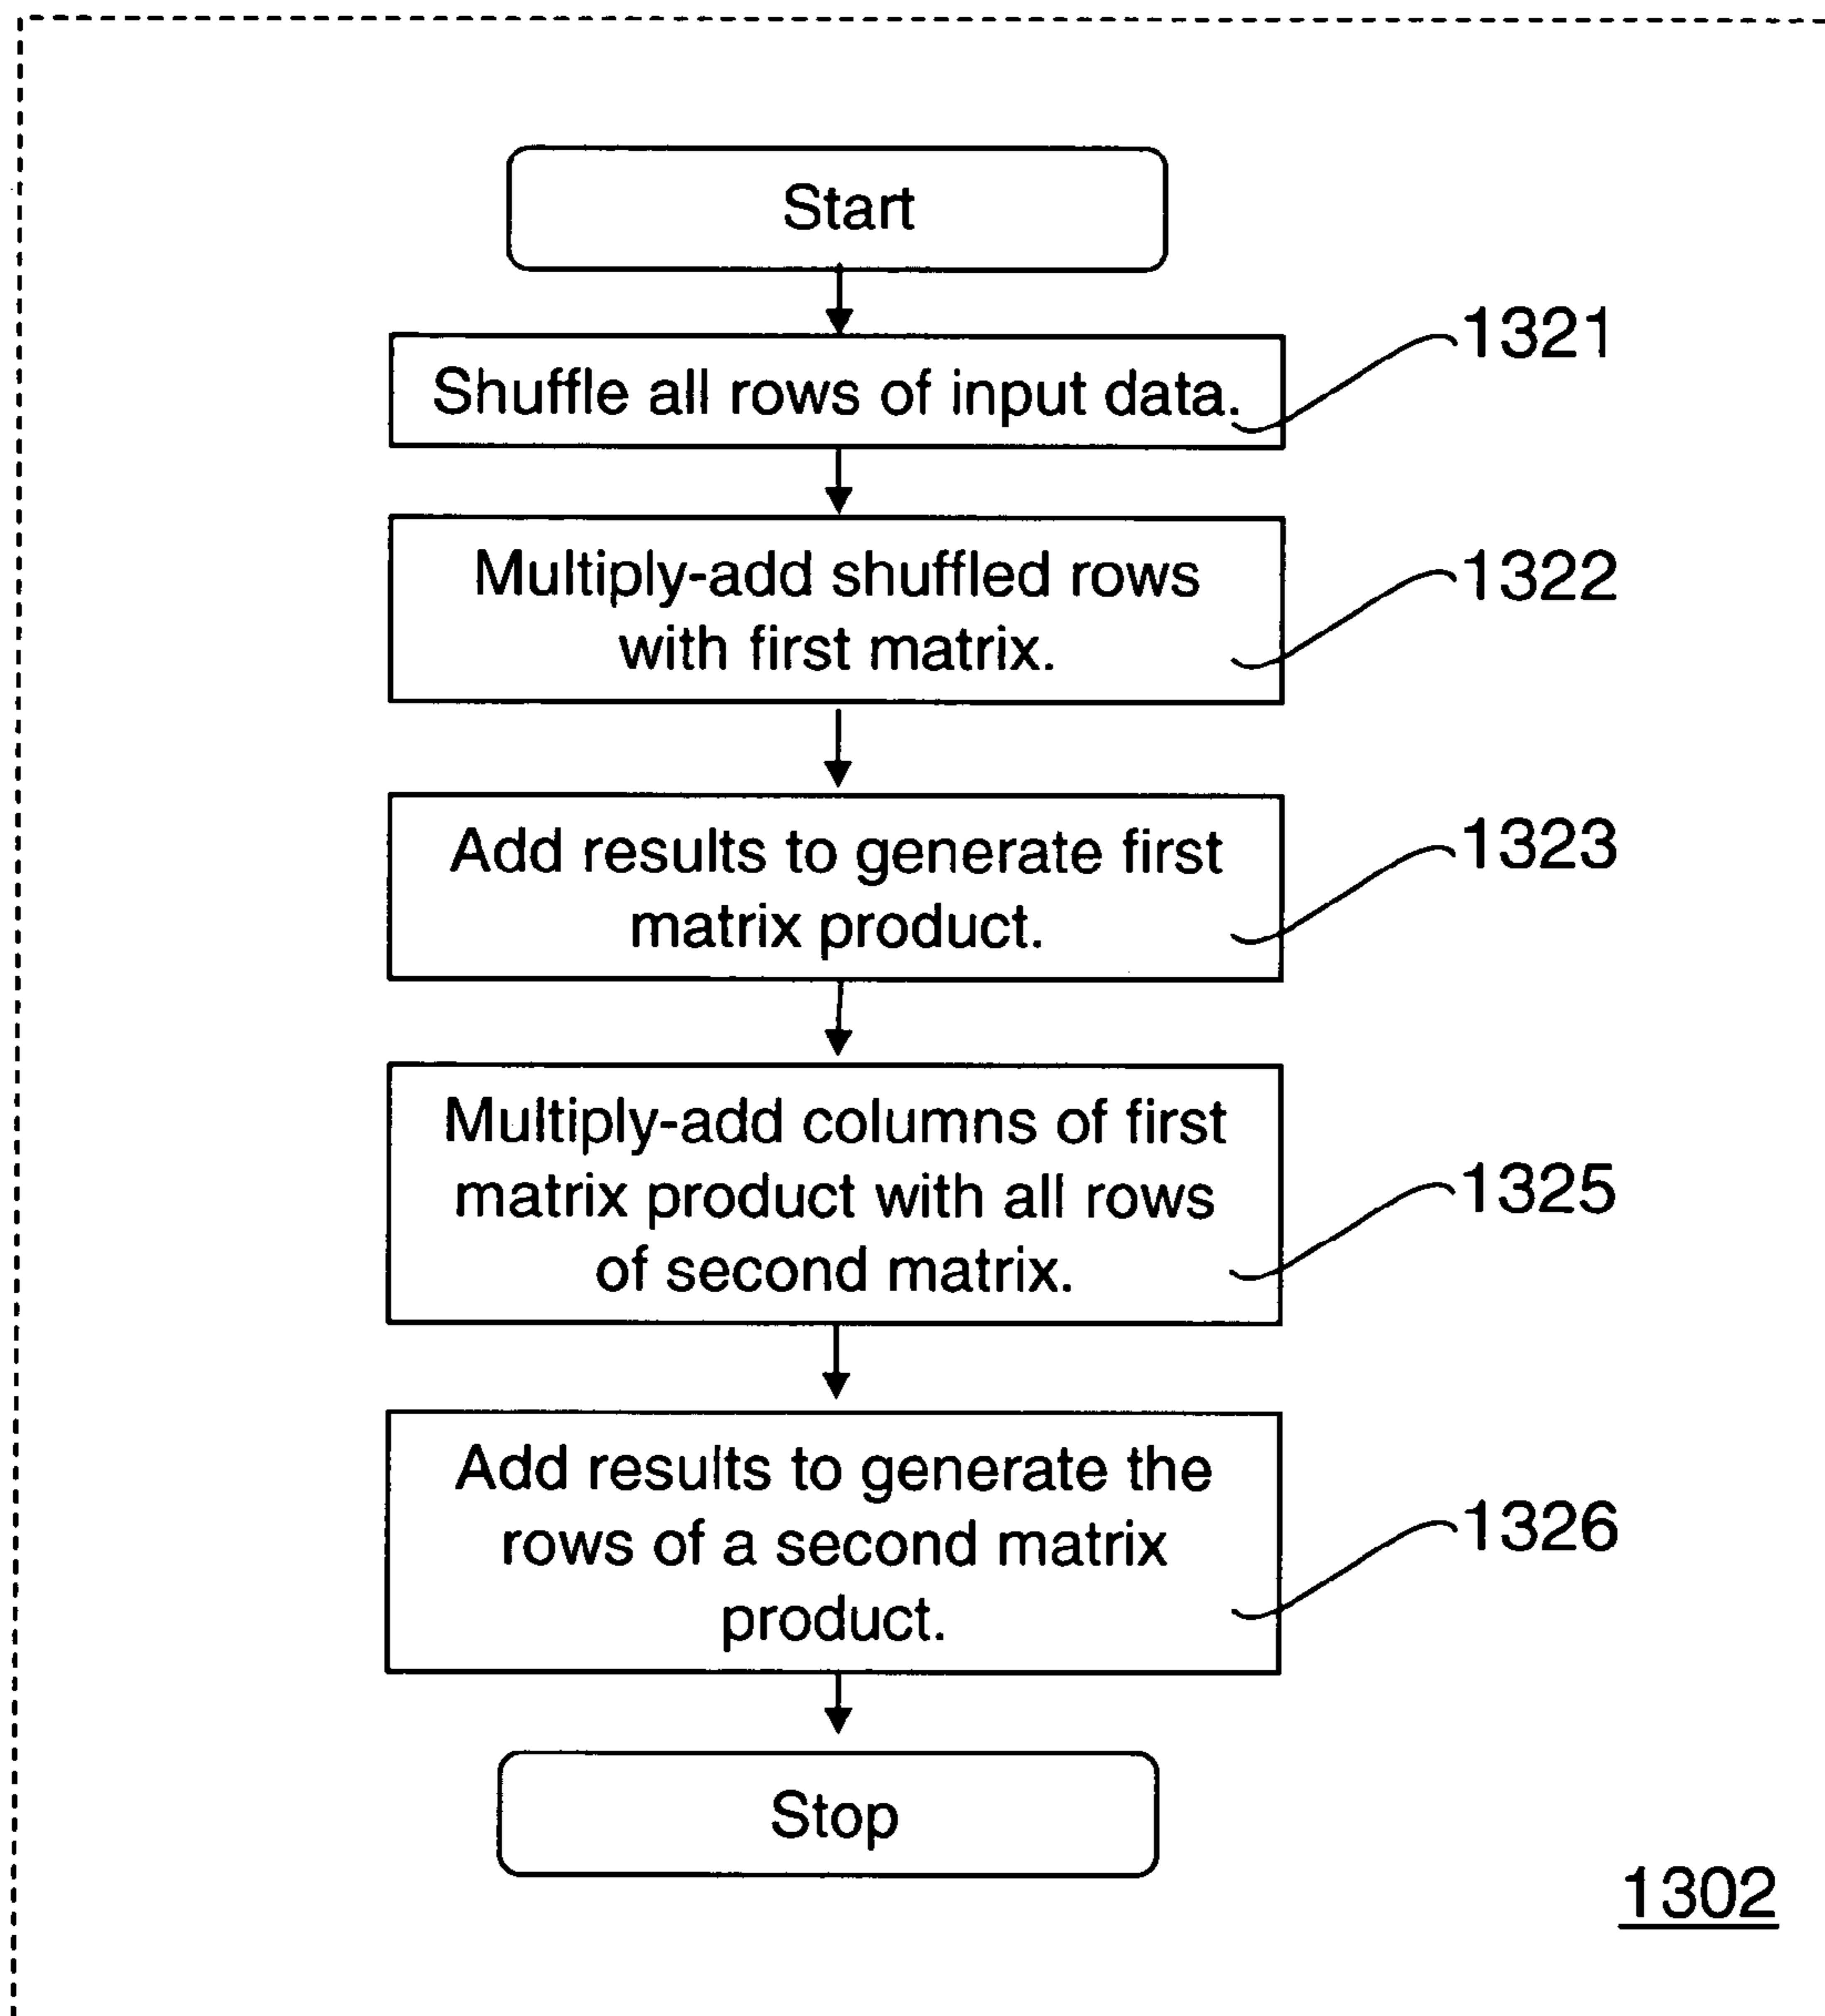 Start
Shuffle all rows of input data.
1321
Multiply-add shuffled rows
with first matrix.
1322
Add results to generate first
matrix product.
1323
Multiply-add columns of first
matrix product with all rows
of second matrix.
1325
Add results to generate the
rows of a second matrix
product.
1326
Stop
1302